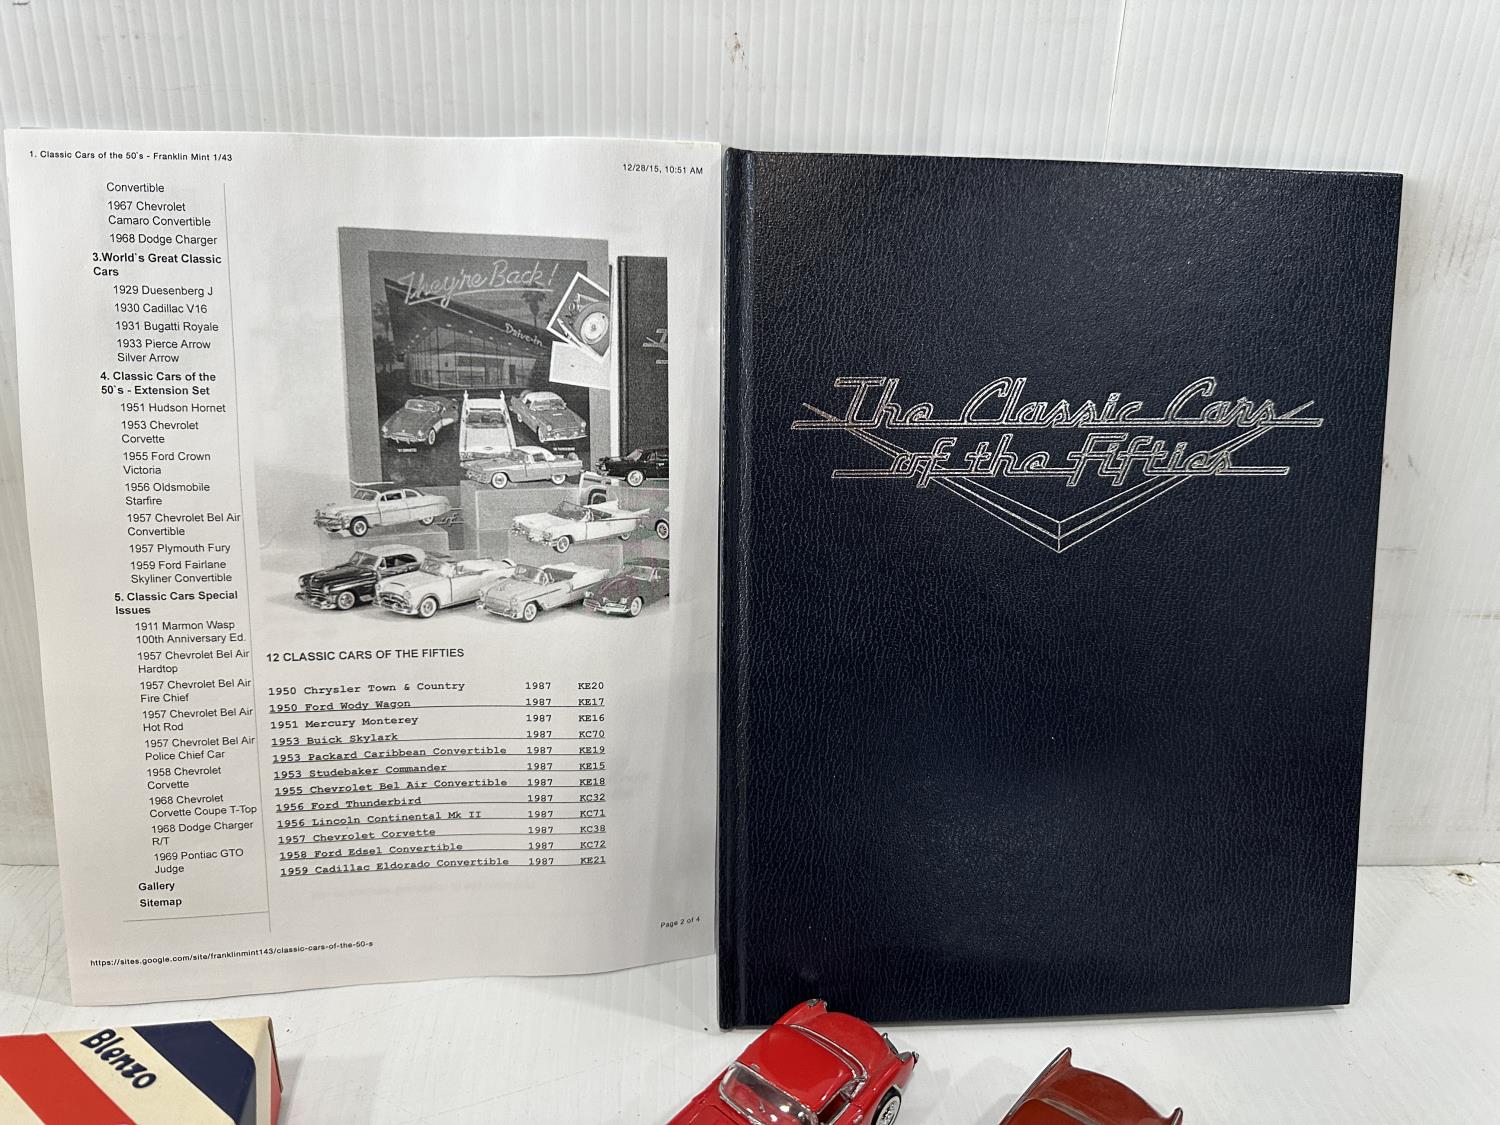 1. Classic Cars of the 50`s - Franklin Mint 1/43
12/28/15, 10:51 AM
Convertible
1967 Chevrolet
Camaro Convertible
1968 Dodge Charger
3.World`s Great Classic
Cars
1929 Duesenberg J
1930 Cadillac V16
1931 Bugatti Royale
1933 Pierce Arrow
Silver Arrow
4. Classic Cars of the
50`s - Extension Set
1951 Hudson Hornet
1953 Chevrolet
Corvette
1955 Ford Crown
Victoria
1956 Oldsmobile
Starfire
1957 Chevrolet Bel Air
Convertible
1957 Plymouth Fury
1959 Ford Fairlane
Skyliner Convertible
5. Classic Cars Special
Issues
1911 Marmon Wasp
100th Anniversary Ed.
1957 Chevrolet Bel Air
Hardtop
1957 Chevrolet Bel Air
Fire Chief
1957 Chevrolet Bel Air
Hot Rod
1957 Chevrolet Bel Air
Police Chief Car
1958 Chevrolet
Corvette
1968 Chevrolet
Corvette Coupe T-Top
1968 Dodge Charger
R/T
1969 Pontiac GTO
Judge
Gallery
Sitemap
They're Back!
Drive-In
12 CLASSIC CARS OF THE FIFTIES
1950 Chrysler Town & Country 1987 KE20
1950 Ford Wody Wagon 1987 KE17
1951 Mercury Monterey 1987 KE16
1953 Buick Skylark 1987 KC70
1953 Packard Caribbean Convertible 1987 KE19
1953 Studebaker Commander 1987 KE15
1955 Chevrolet Bel Air Convertible 1987 KE18
1956 Ford Thunderbird 1987 KC32
1956 Lincoln Continental Mk II 1987 KC71
1957 Chevrolet Corvette 1987 KC38
1958 Ford Edsel Convertible 1987 KC72
1959 Cadillac Eldorado Convertible 1987 KE21
Page 2 of 4
https://sites.google.com/site/franklinmint143/classic-cars-of-the-50-s
The Classic Cars
of the Fifties
Blenzo